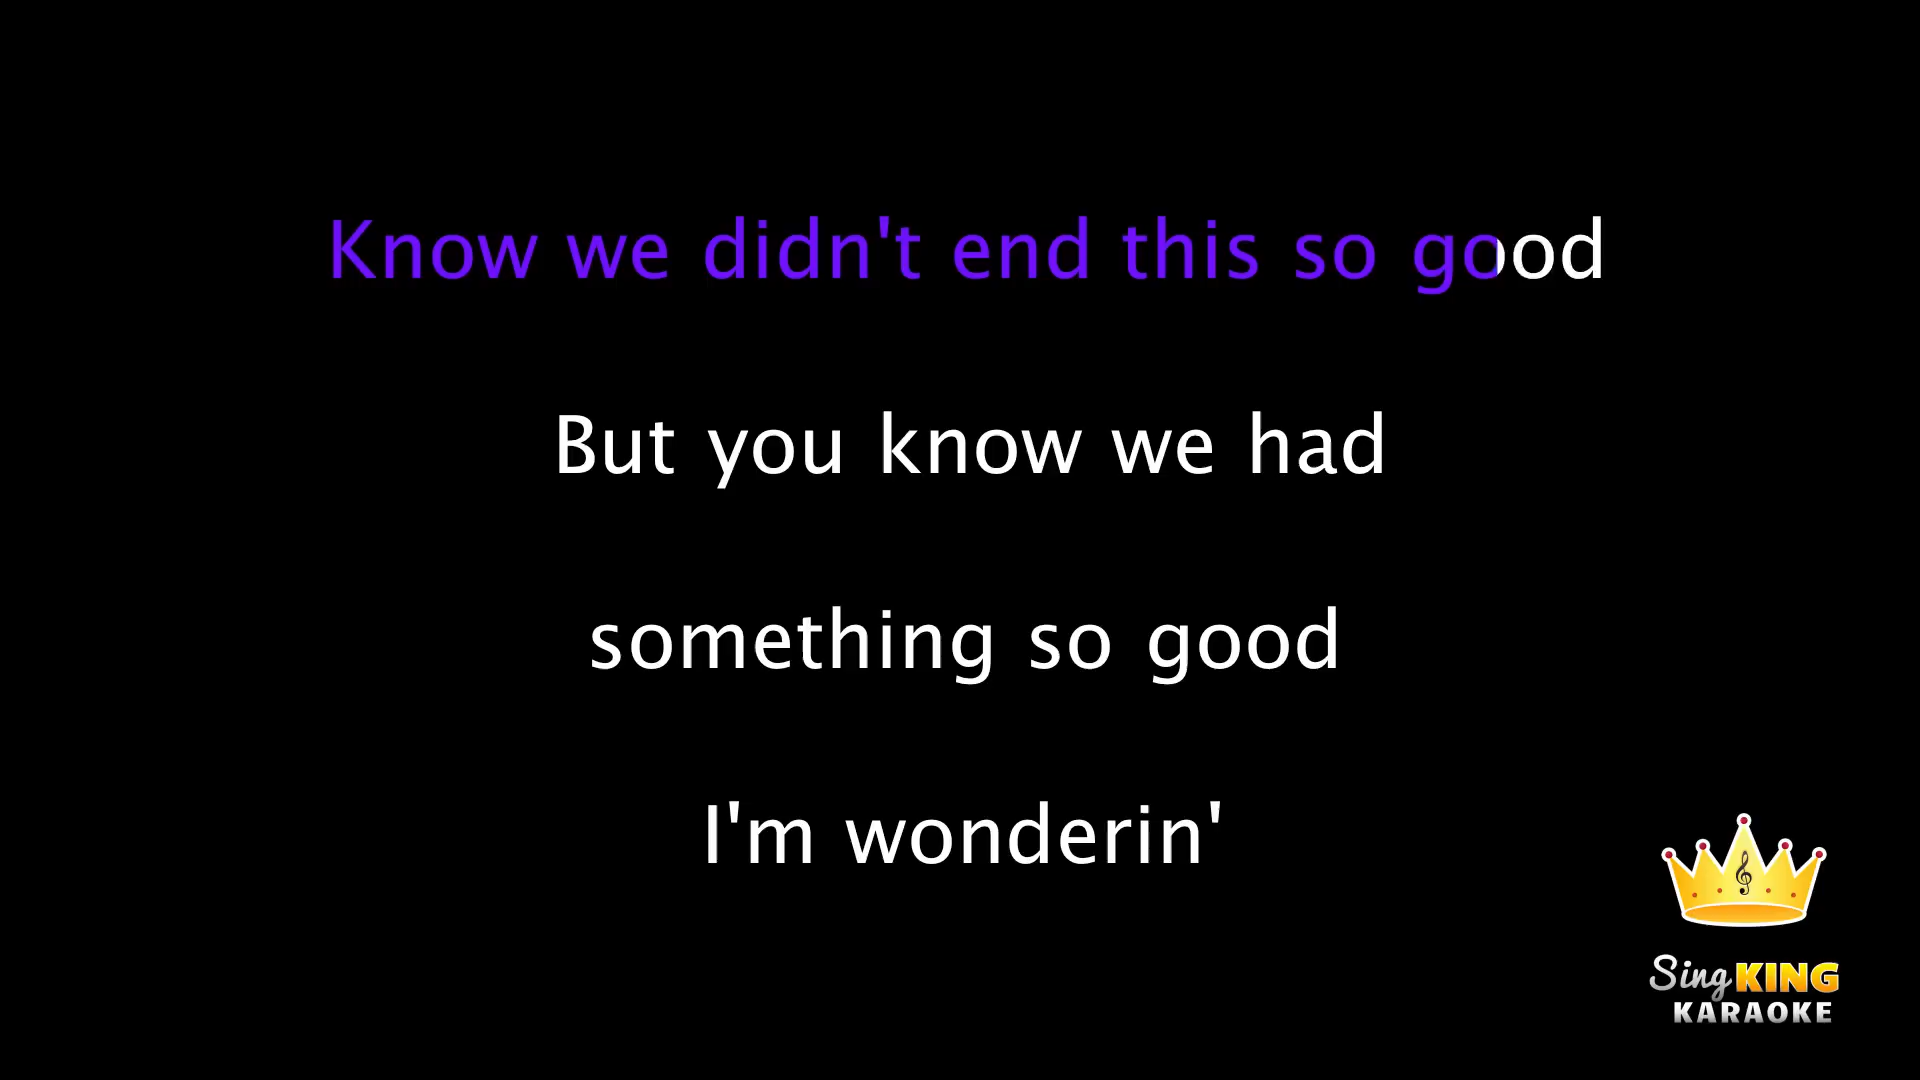 Know we didn't end this so good
But you know we had
something so good
I'm wonderin'
Sing KING
KARAOKE